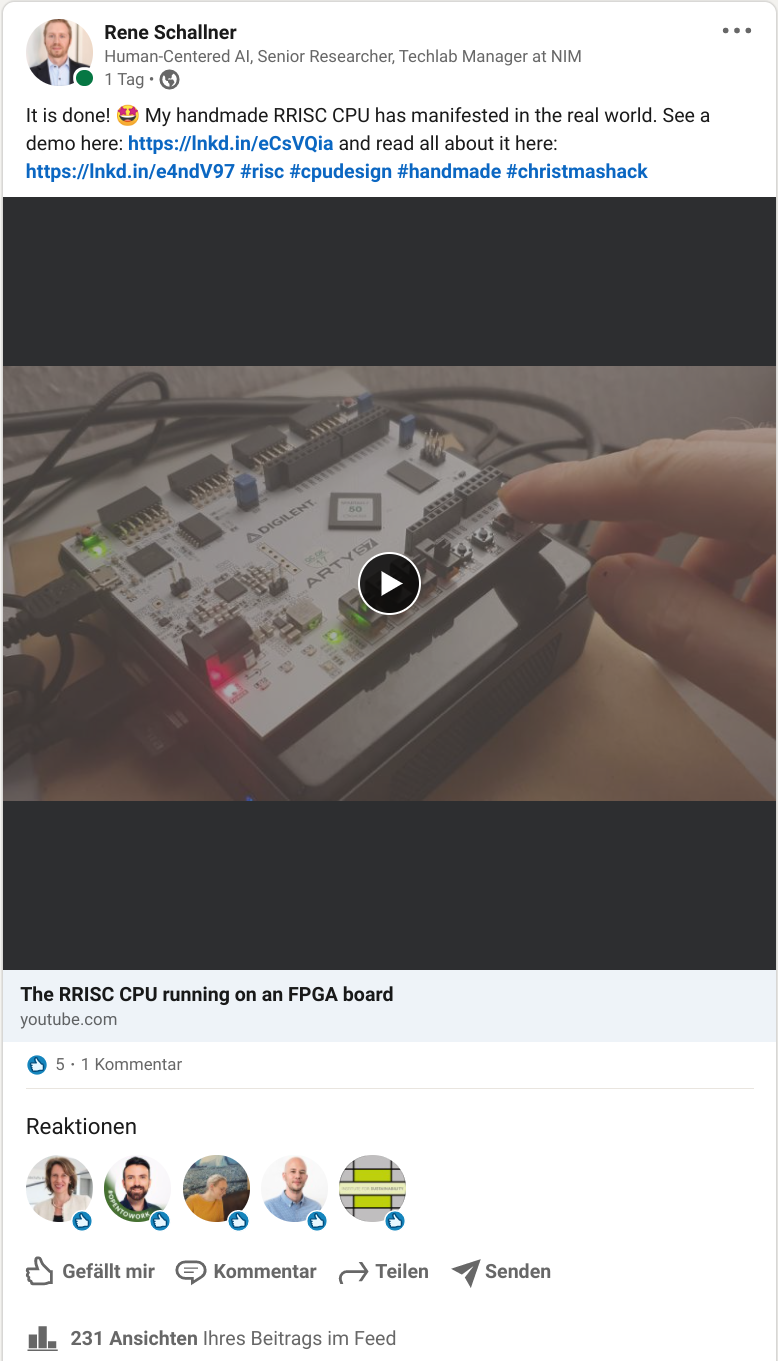 Rene Schallner
Human-Centered AI, Senior Researcher, Techlab Manager at NIM
1 Tag •
It is done! 🤩 My handmade RRISC CPU has manifested in the real world. See a
demo here: https://lnkd.in/eCsVQia and read all about it here:
https://lnkd.in/e4ndV97 #risc #cpudesign #handmade #christmashack
DIGILENT
ARTY S7
50
The RRISC CPU running on an FPGA board
youtube.com
5 · 1 Kommentar
Reaktionen
#OPENTOWORK
Gefällt mir
Kommentar
Teilen
Senden
231 Ansichten Ihres Beitrags im Feed